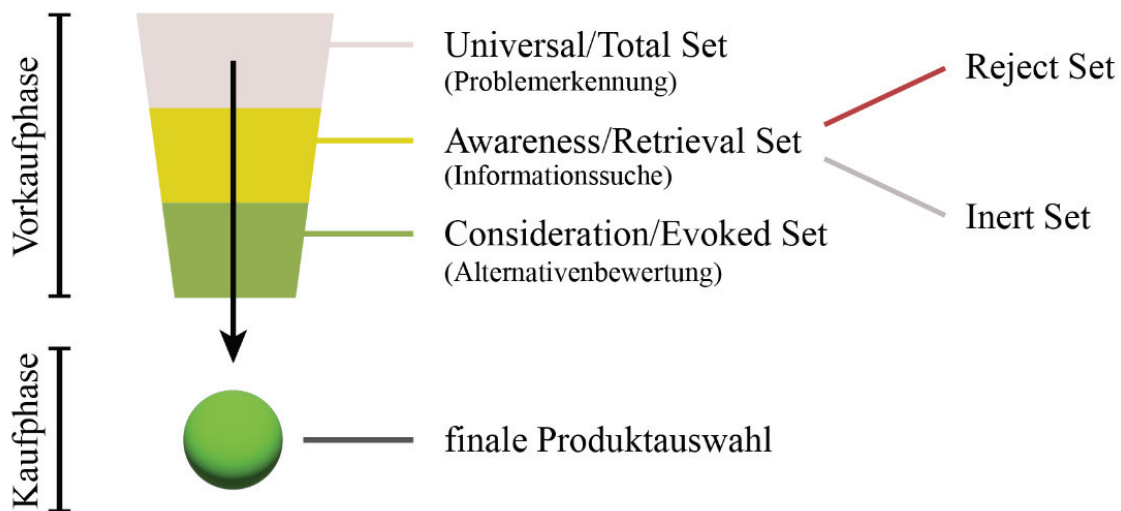 Vorkaufphase
Universal/Total Set
(Problemerkennung)
Awareness/Retrieval Set
(Informationssuche)
Consideration/Evoked Set
(Alternativenbewertung)
Reject Set
Inert Set
Kaufphase
finale Produktauswahl